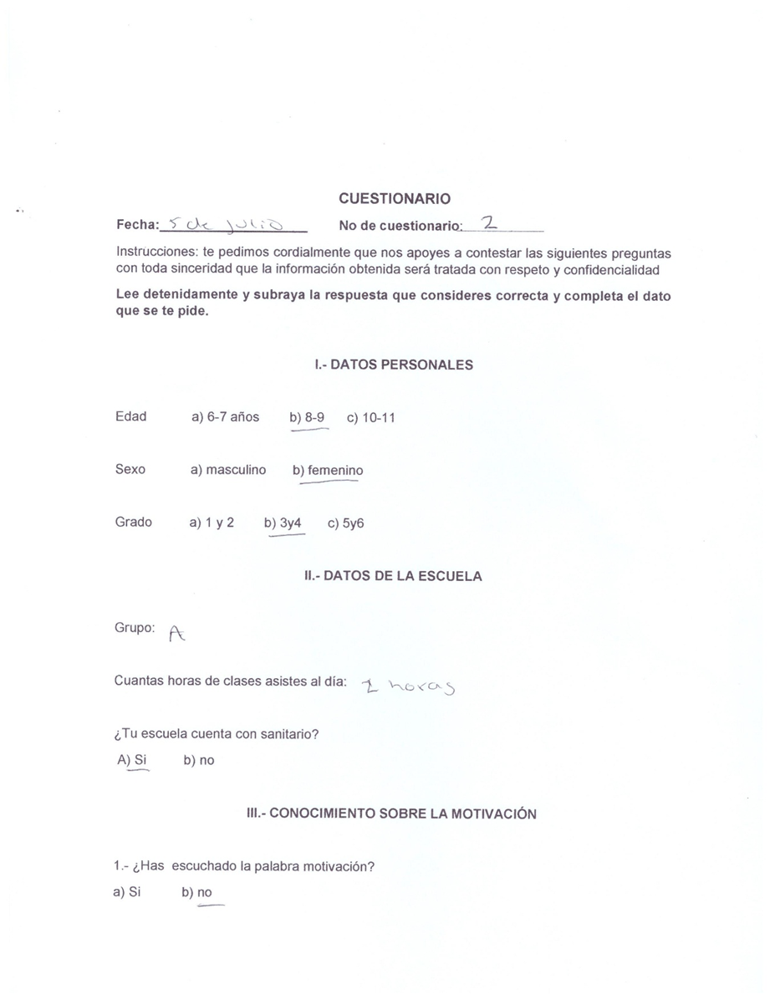 CUESTIONARIO
Fecha: 5 de julio No de cuestionario: 2
Instrucciones: te pedimos cordialmente que nos apoyes a contestar las siguientes preguntas
con toda sinceridad que la información obtenida será tratada con respeto y confidencialidad
Lee detenidamente y subraya la respuesta que consideres correcta y completa el dato
que se te pide.
I.- DATOS PERSONALES
Edad a) 6-7 años b) 8-9 c) 10-11
Sexo a) masculino b) femenino
Grado a) 1 y 2 b) 3y4 c) 5y6
II.- DATOS DE LA ESCUELA
Grupo: A
Cuantas horas de clases asistes al día: horas
¿Tu escuela cuenta con sanitario?
A) Si b) no
III.- CONOCIMIENTO SOBRE LA MOTIVACIÓN
1.- ¿Has escuchado la palabra motivación?
a) Si b) no